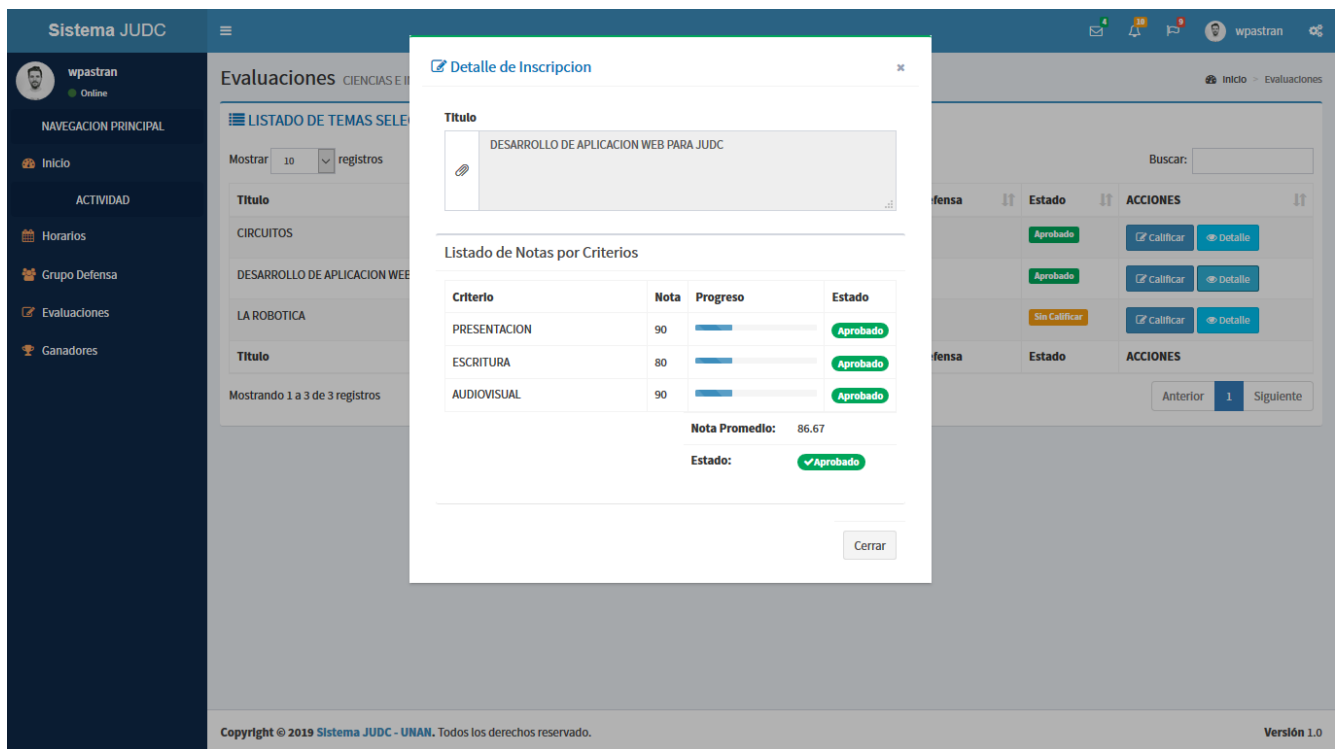 Sistema JUDC
4
10
9
wpastran
wpastran
Online
NAVEGACION PRINCIPAL
Inicio
ACTIVIDAD
Horarios
Grupo Defensa
Evaluaciones
Ganadores
Evaluaciones CIENCIAS E I
Inicio > Evaluaciones
LISTADO DE TEMAS SELE
Mostrar 10 registros
Buscar:
Titulo fensa Estado ACCIONES
CIRCUITOS Aprobado Calificar Detalle
DESARROLLO DE APLICACION WEB Aprobado Calificar Detalle
LA ROBOTICA Sin Calificar Calificar Detalle
Titulo fensa Estado ACCIONES
Mostrando 1 a 3 de 3 registros
Anterior 1 Siguiente
Detalle de Inscripcion
×
Titulo
DESARROLLO DE APLICACION WEB PARA JUDC
Listado de Notas por Criterios
Criterio Nota Progreso Estado
PRESENTACION 90 Aprobado
ESCRITURA 80 Aprobado
AUDIOVISUAL 90 Aprobado
Nota Promedio: 86.67
Estado: Aprobado
Cerrar
Copyright © 2019 Sistema JUDC - UNAN. Todos los derechos reservado.
Versión 1.0